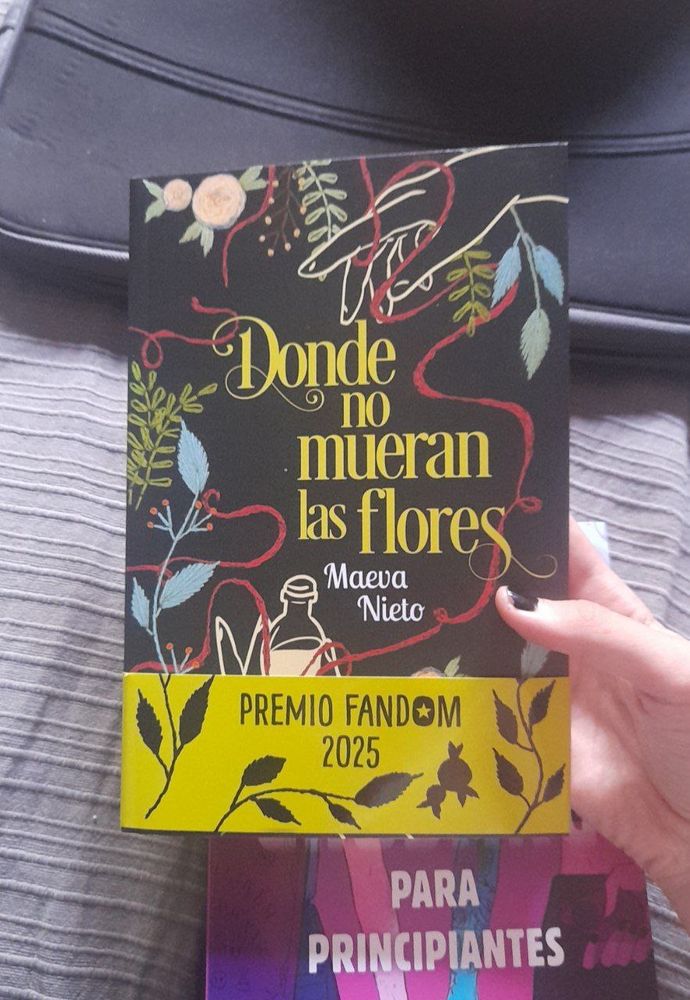 Donde
no
mueran
las flores
Maeva
Nieto
PREMIO FANDOM
2025
PARA
PRINCIPIANTES